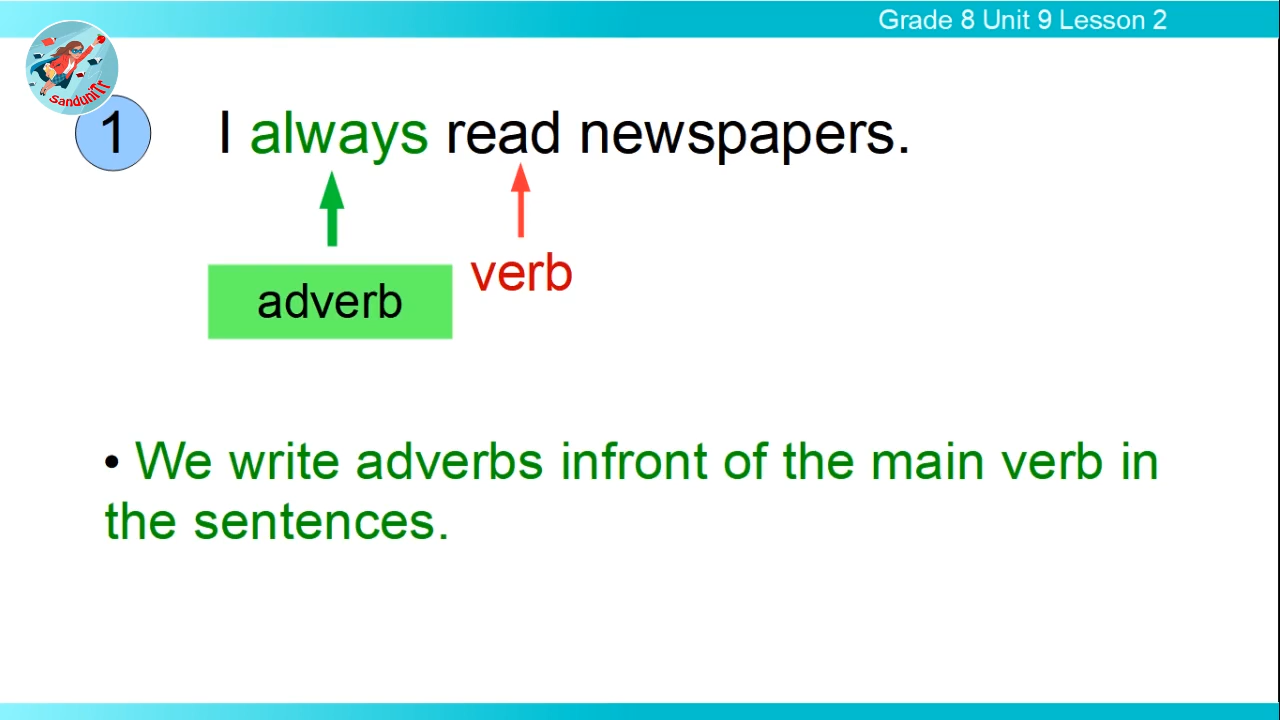 Grade 8 Unit 9 Lesson 2
SanduniTr
1 I always read newspapers.
adverb
verb
• We write adverbs infront of the main verb in
the sentences.